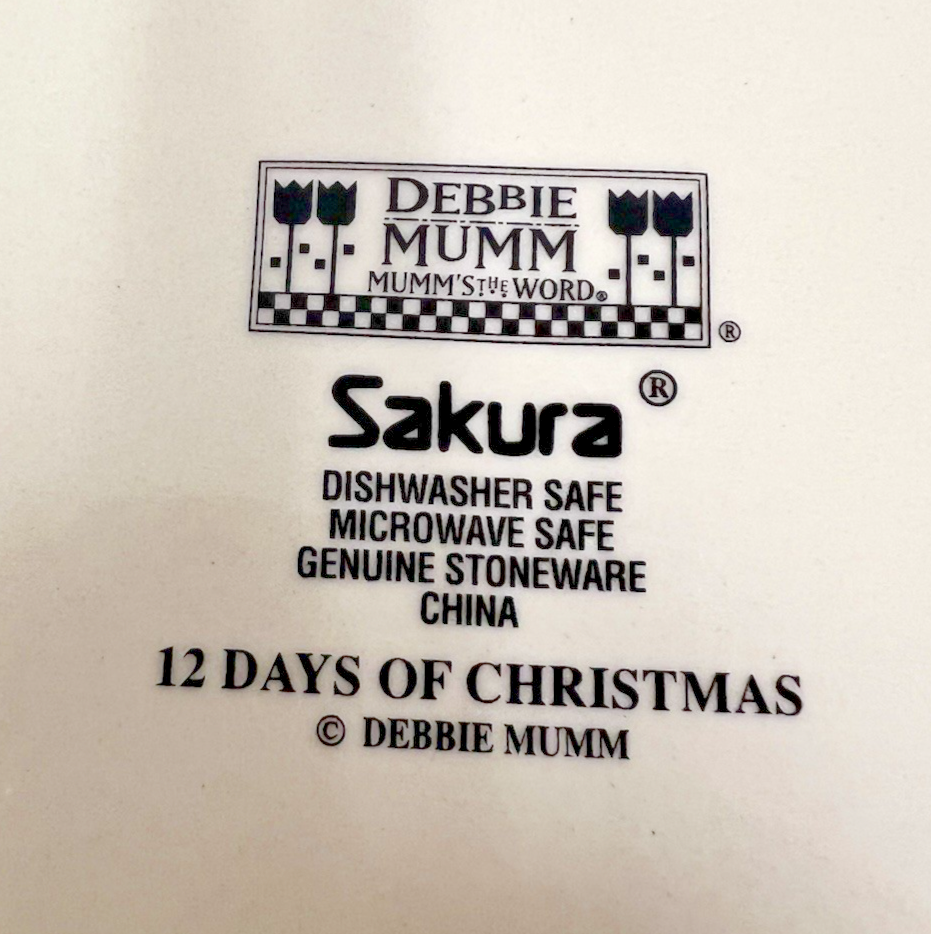 DEBBIE
MUMM
MUMM'S THE WORD®
®
Sakura ®
DISHWASHER SAFE
MICROWAVE SAFE
GENUINE STONEWARE
CHINA
12 DAYS OF CHRISTMAS
© DEBBIE MUMM